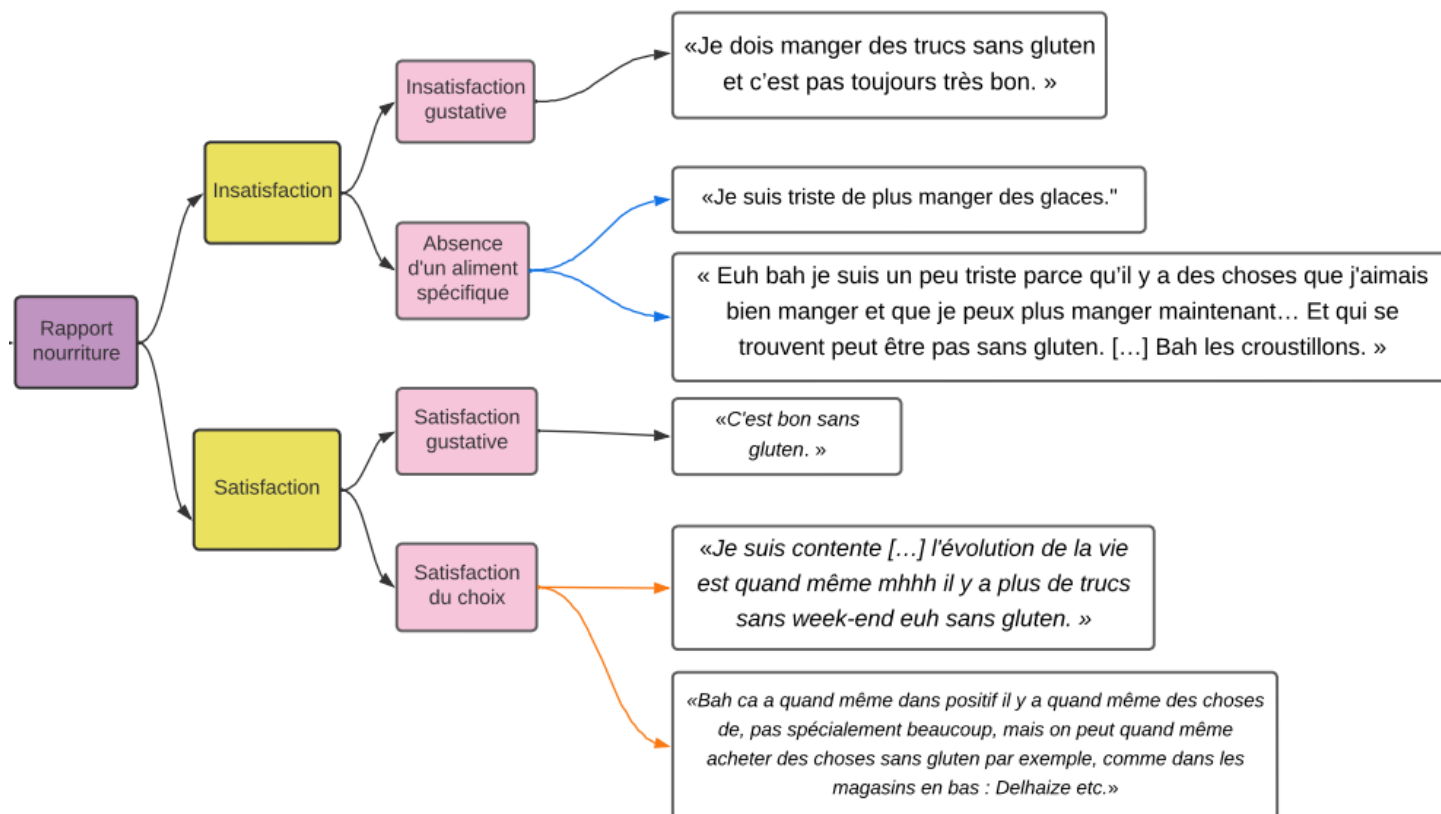 Rapport
nourriture
Insatisfaction
Insatisfaction
gustative
«Je dois manger des trucs sans gluten
et c’est pas toujours très bon. »
Absence
d'un aliment
spécifique
«Je suis triste de plus manger des glaces."
« Euh bah je suis un peu triste parce qu’il y a des choses que j'aimais
bien manger et que je peux plus manger maintenant… Et qui se
trouvent peut être pas sans gluten. […] Bah les croustillons. »
Satisfaction
Satisfaction
gustative
«C'est bon sans
gluten. »
Satisfaction
du choix
«Je suis contente […] l'évolution de la vie
est quand même mhhh il y a plus de trucs
sans week-end euh sans gluten. »
«Bah ca a quand même dans positif il y a quand même des choses
de, pas spécialement beaucoup, mais on peut quand même
acheter des choses sans gluten par exemple, comme dans les
magasins en bas : Delhaize etc.»